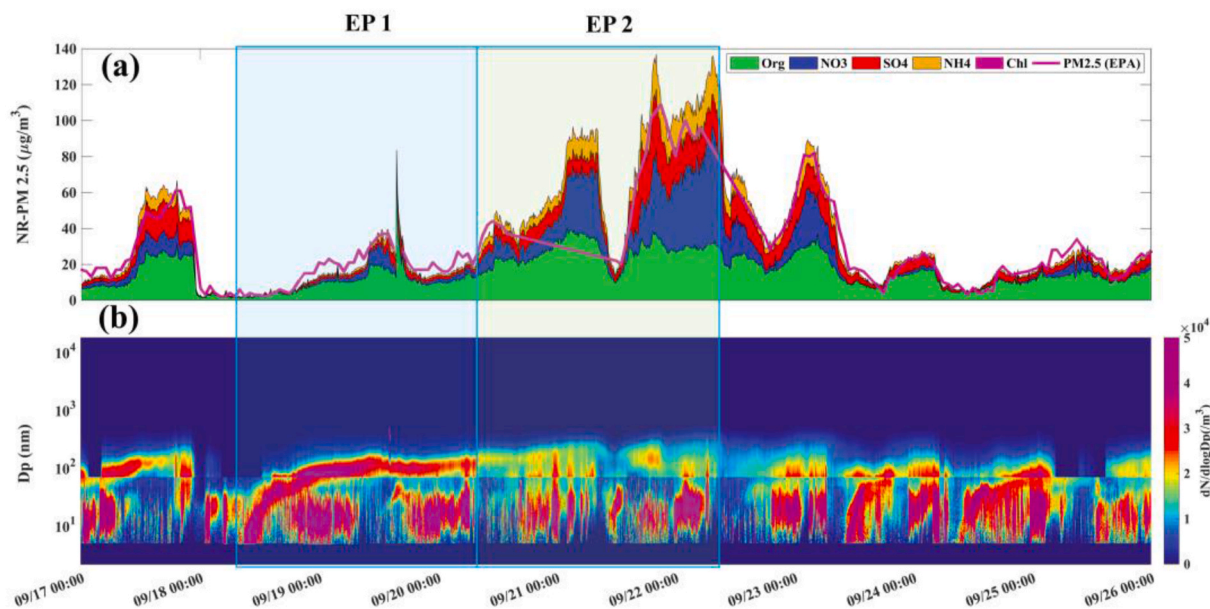 EP 1 EP 2
(a)
Org NO3 SO4 NH4 Chl PM2.5 (EPA)
NR-PM 2.5 (μg/m³)
140
120
100
80
60
40
20
0
(b)
×10⁴
Dp (nm)
10⁴
10³
10²
10¹
5
4
3
2
1
0
dN/dlogDp(/m³)
09/17 00:00 09/18 00:00 09/19 00:00 09/20 00:00 09/21 00:00 09/22 00:00 09/23 00:00 09/24 00:00 09/25 00:00 09/26 00:00